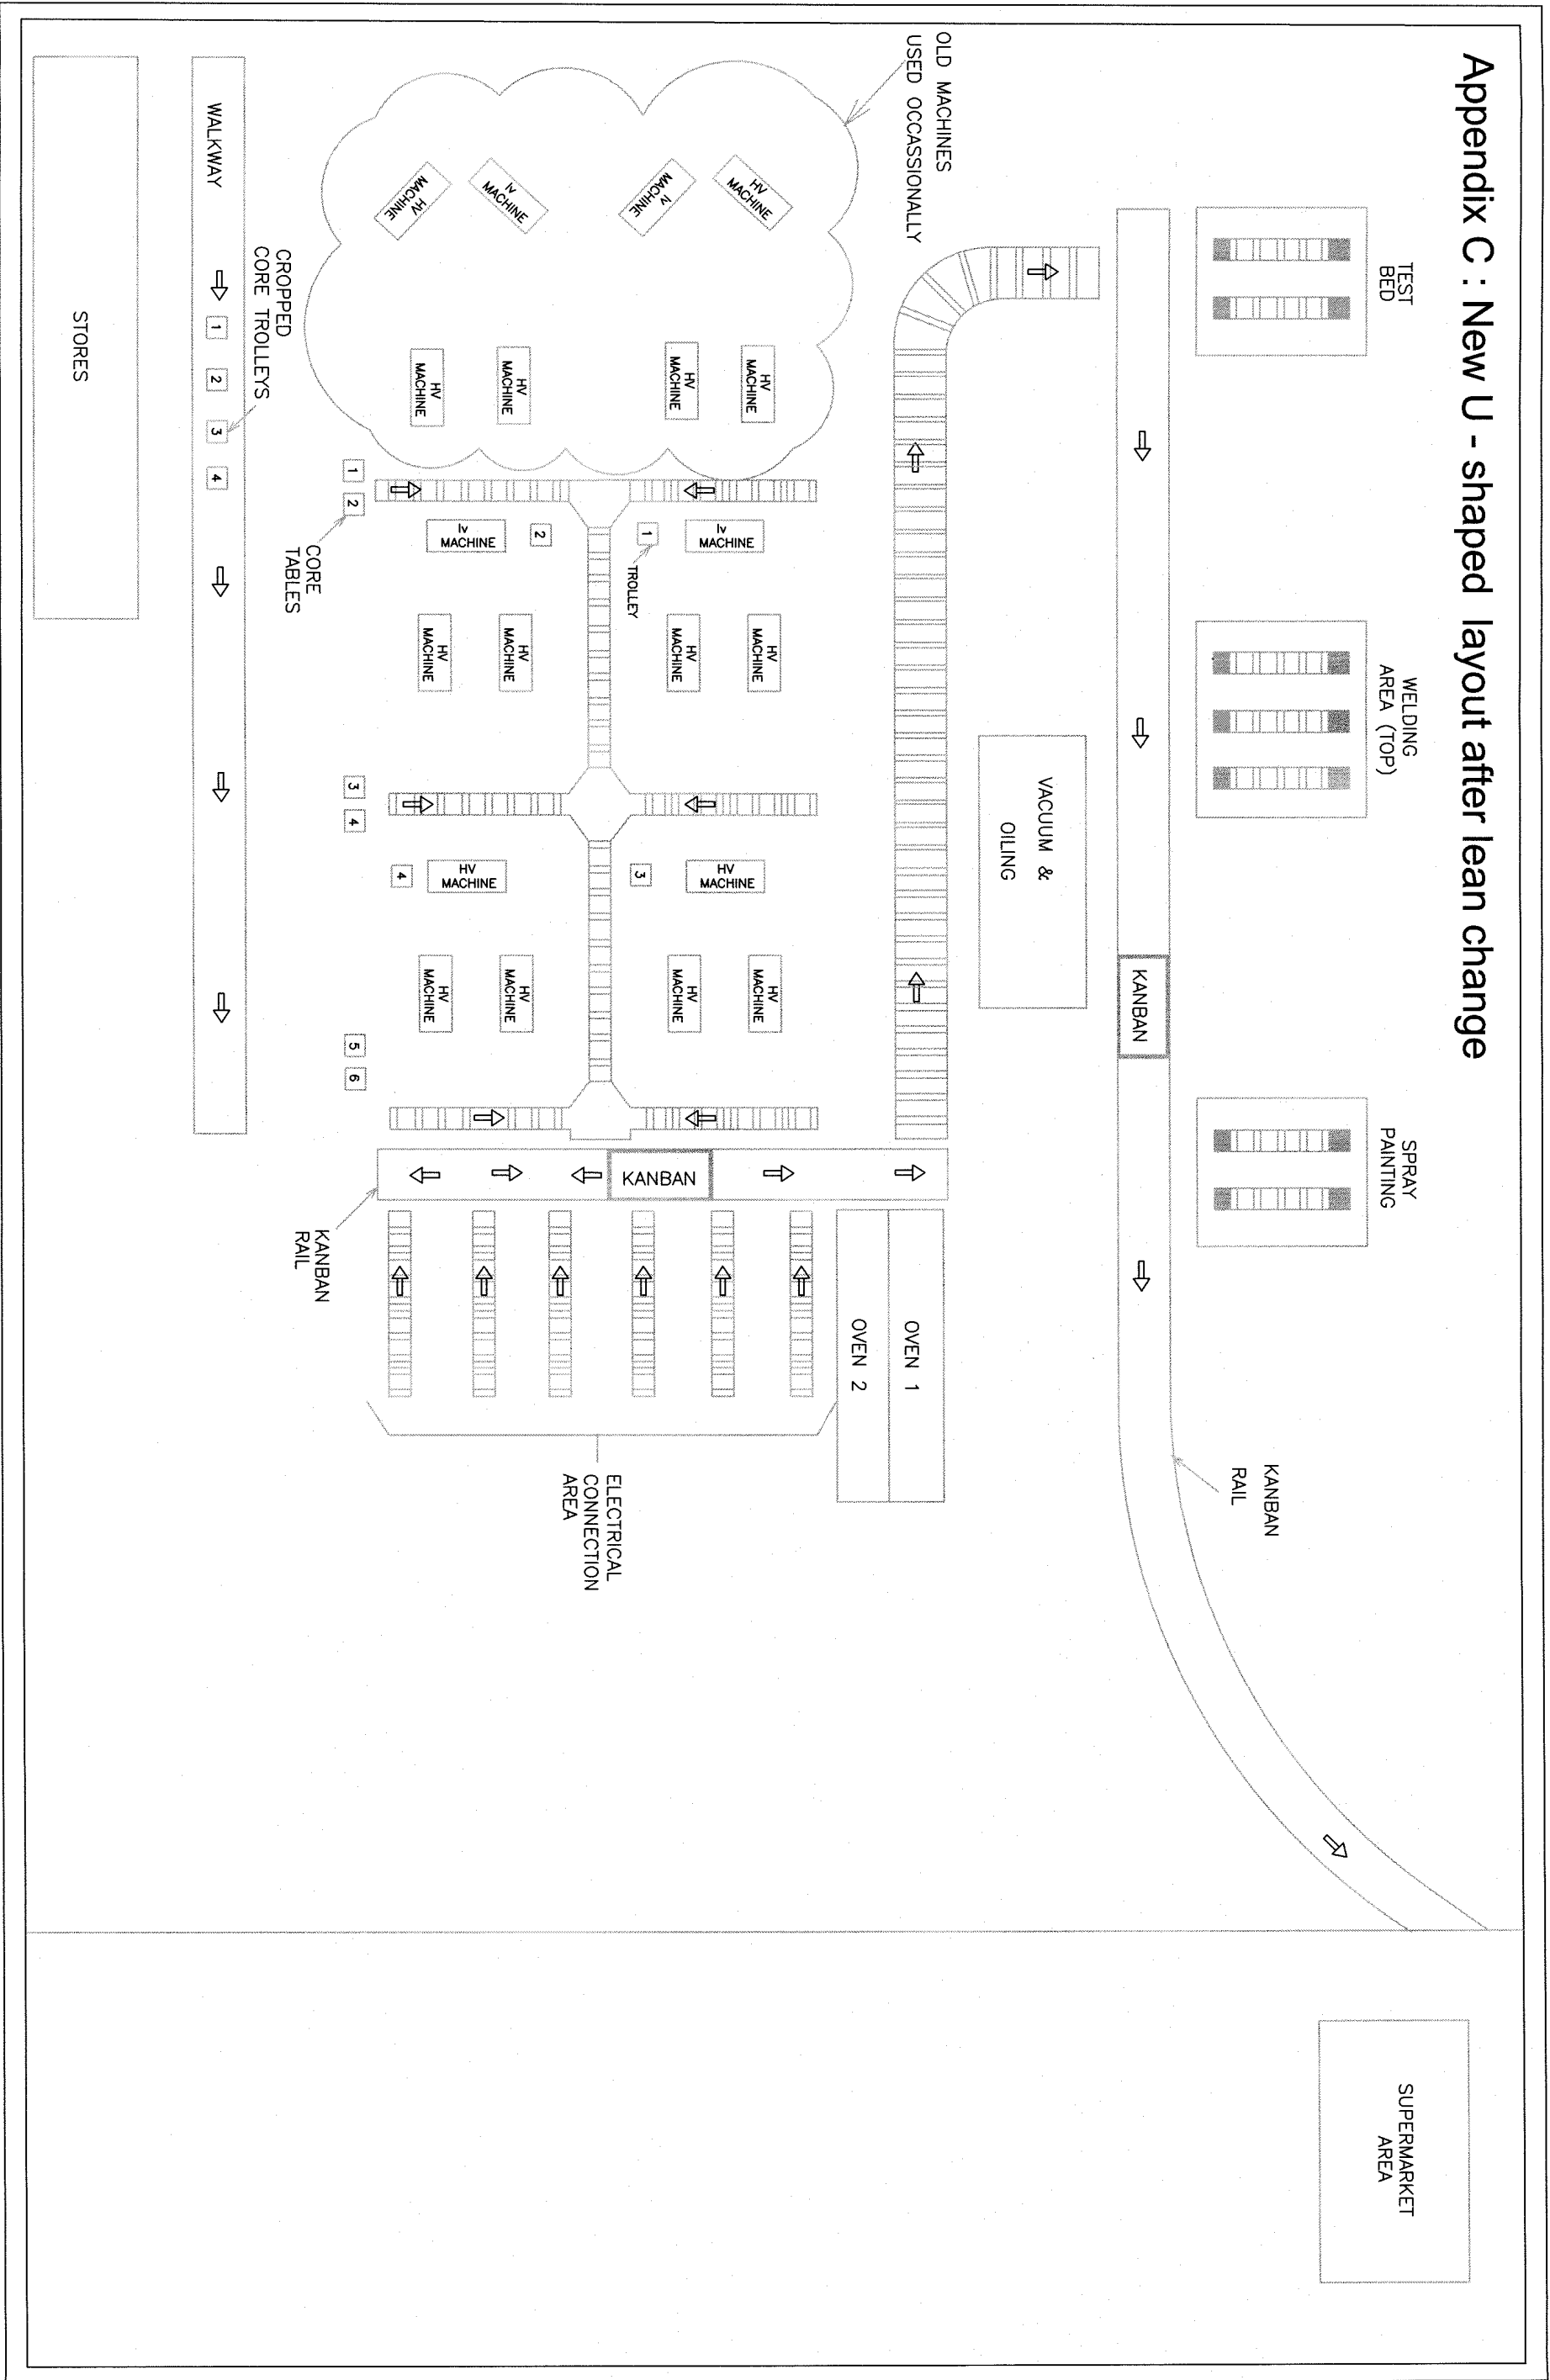 Appendix C : New U - shaped layout after lean change
TEST
BED
WELDING
AREA (TOP)
SPRAY
PAINTING
KANBAN
KANBAN
RAIL
SUPERMARKET
AREA
VACUUM &
OILING
OLD MACHINES
USED OCCASSIONALLY
HV
MACHINE
lv
MACHINE
lv
MACHINE
HV
MACHINE
HV
MACHINE
HV
MACHINE
HV
MACHINE
HV
MACHINE
lv
MACHINE
1
TROLLEY
2
lv
MACHINE
HV
MACHINE
HV
MACHINE
HV
MACHINE
HV
MACHINE
HV
MACHINE
3
HV
MACHINE
4
HV
MACHINE
HV
MACHINE
HV
MACHINE
HV
MACHINE
1
2
CORE
TABLES
3
4
5
6
KANBAN
KANBAN
RAIL
OVEN 1
OVEN 2
ELECTRICAL
CONNECTION
AREA
WALKWAY
1
2
3
4
CROPPED
CORE TROLLEYS
STORES